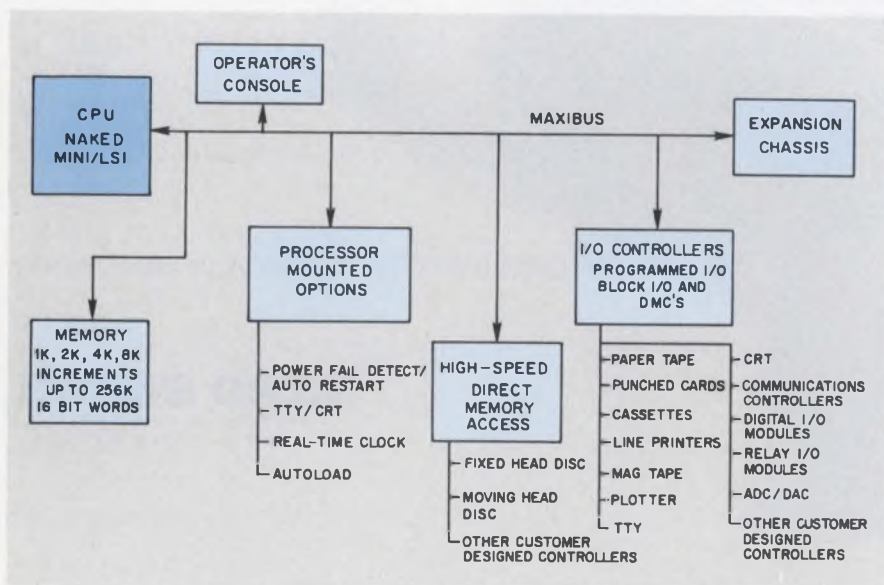 OPERATOR'S
CONSOLE
CPU
NAKED
MINI/LSI
MAXIBUS
EXPANSION
CHASSIS
PROCESSOR
MOUNTED
OPTIONS
I/O CONTROLLERS
PROGRAMMED I/O
BLOCK I/O AND
DMC'S
MEMORY
1K, 2K, 4K, 8K
INCREMENTS
UP TO 256K
16 BIT WORDS
HIGH-SPEED
DIRECT
MEMORY
ACCESS
POWER FAIL DETECT/
AUTO RESTART
TTY/CRT
REAL-TIME CLOCK
AUTOLOAD
FIXED HEAD DISC
MOVING HEAD
DISC
OTHER CUSTOMER
DESIGNED CONTROLLERS
PAPER TAPE
PUNCHED CARDS
CASSETTES
LINE PRINTERS
MAG TAPE
PLOTTER
TTY
CRT
COMMUNICATIONS
CONTROLLERS
DIGITAL I/O
MODULES
RELAY I/O
MODULES
ADC/DAC
OTHER CUSTOMER
DESIGNED
CONTROLLERS